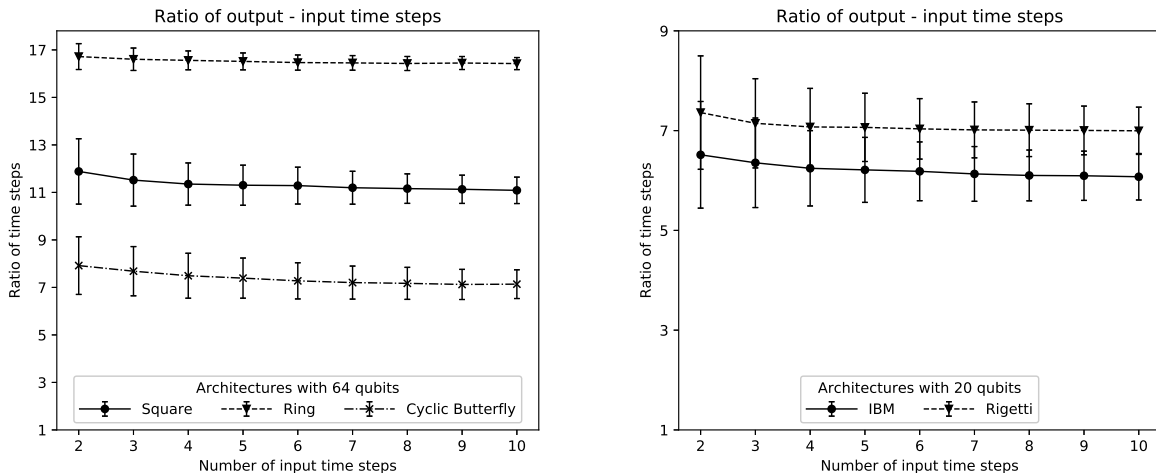 Ratio of output - input time steps
Ratio of time steps
17
15
13
11
9
7
5
3
1
Architectures with 64 qubits
Square Ring Cyclic Butterfly
2 3 4 5 6 7 8 9 10
Number of input time steps
Ratio of output - input time steps
Ratio of time steps
9
7
5
3
1
Architectures with 20 qubits
IBM Rigetti
2 3 4 5 6 7 8 9 10
Number of input time steps